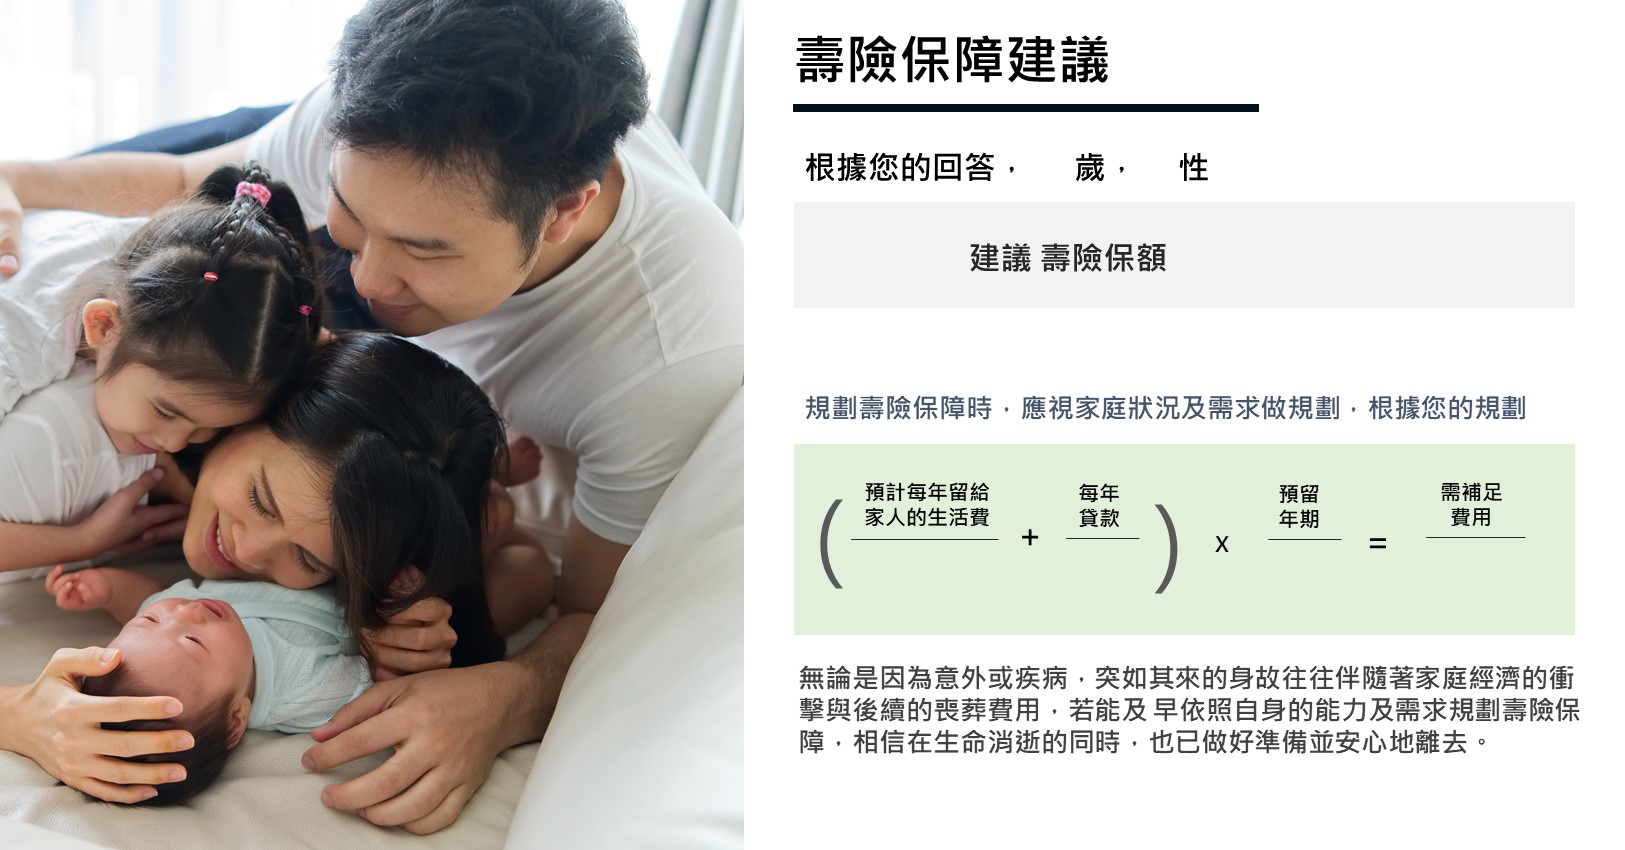 壽險保障建議
根據您的回答， 歲， 性
建議 壽險保額
規劃壽險保障時，應視家庭狀況及需求做規劃，根據您的規劃
預計每年留給
家人的生活費
每年
貸款
預留
年期
需補足
費用
( + ) x =
無論是因為意外或疾病，突如其來的身故往往伴隨著家庭經濟的衝
擊與後續的喪葬費用，若能及 早依照自身的能力及需求規劃壽險保
障，相信在生命消逝的同時，也已做好準備並安心地離去。